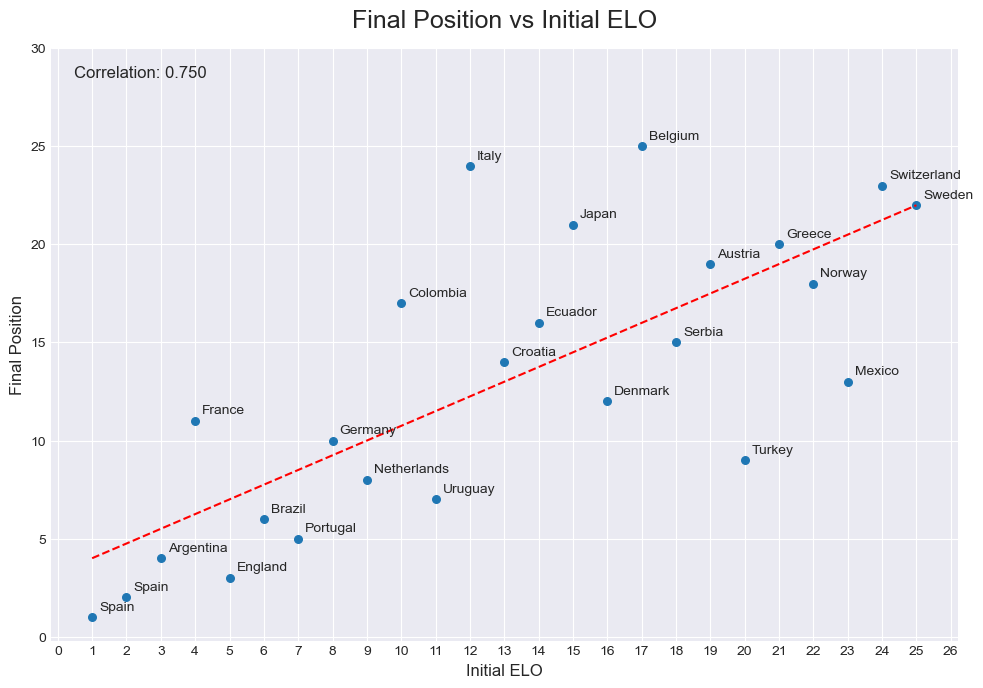 Final Position vs Initial ELO
Correlation: 0.750
Final Position
30
25
20
15
10
5
0
Belgium
Italy
Switzerland
Sweden
Japan
Greece
Austria
Norway
Colombia
Ecuador
Serbia
Croatia
Mexico
Denmark
France
Germany
Turkey
Netherlands
Uruguay
Brazil
Portugal
Argentina
England
Spain
Spain
0 1 2 3 4 5 6 7 8 9 10 11 12 13 14 15 16 17 18 19 20 21 22 23 24 25 26
Initial ELO